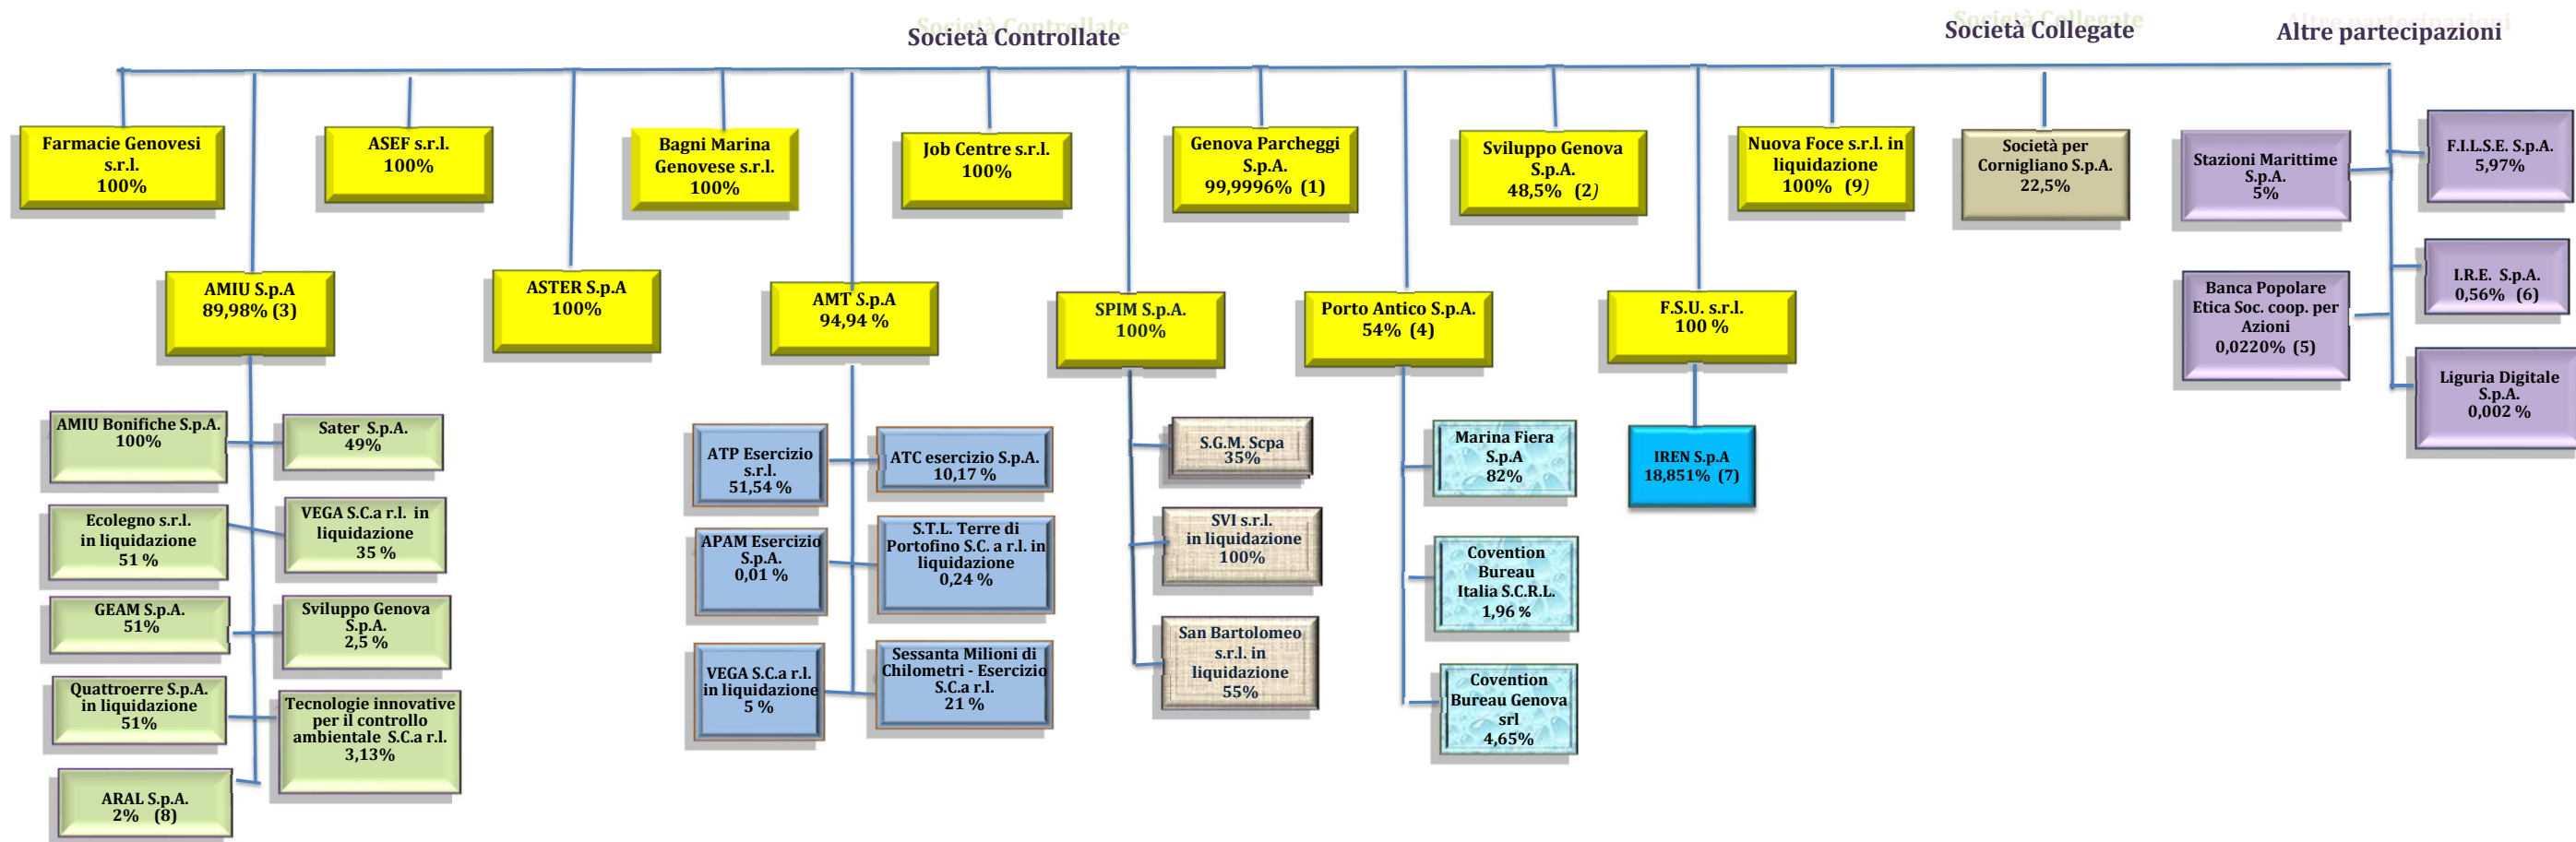 Società Controllate
Società Collegate
Altre partecipazioni
Farmacie Genovesi
s.r.l.
100%
ASEF s.r.l.
100%
Bagni Marina
Genovese s.r.l.
100%
Job Centre s.r.l.
100%
Genova Parcheggi
S.p.A.
99,9996% (1)
Sviluppo Genova
S.p.A.
48,5% (2)
Nuova Foce s.r.l. in
liquidazione
100% (9)
Società per
Cornigliano S.p.A.
22,5%
Stazioni Marittime
S.p.A.
5%
F.I.L.S.E. S.p.A.
5,97%
AMIU S.p.A
89,98% (3)
ASTER S.p.A
100%
AMT S.p.A
94,94 %
SPIM S.p.A.
100%
Porto Antico S.p.A.
54% (4)
F.S.U. s.r.l.
100 %
Banca Popolare
Etica Soc. coop. per
Azioni
0,0220% (5)
I.R.E. S.p.A.
0,56% (6)
Liguria Digitale
S.p.A.
0,002 %
AMIU Bonifiche S.p.A.
100%
Sater S.p.A.
49%
Ecolegno s.r.l.
in liquidazione
51 %
VEGA S.C.a r.l. in
liquidazione
35 %
GEAM S.p.A.
51%
Sviluppo Genova
S.p.A.
2,5 %
Quattroerre S.p.A.
in liquidazione
51%
Tecnologie innovative
per il controllo
ambientale S.C.a r.l.
3,13%
ARAL S.p.A.
2% (8)
ATP Esercizio
s.r.l.
51,54 %
ATC esercizio S.p.A.
10,17 %
APAM Esercizio
S.p.A.
0,01 %
S.T.L. Terre di
Portofino S.C. a r.l. in
liquidazione
0,24 %
VEGA S.C.a r.l.
in liquidazione
5 %
Sessanta Milioni di
Chilometri - Esercizio
S.C.a r.l.
21 %
S.G.M. Scpa
35%
SVI s.r.l.
in liquidazione
100%
San Bartolomeo
s.r.l. in
liquidazione
55%
Marina Fiera
S.p.A
82%
Covention
Bureau
Italia S.C.R.L.
1,96 %
Covention
Bureau Genova
srl
4,65%
IREN S.p.A
18,851% (7)